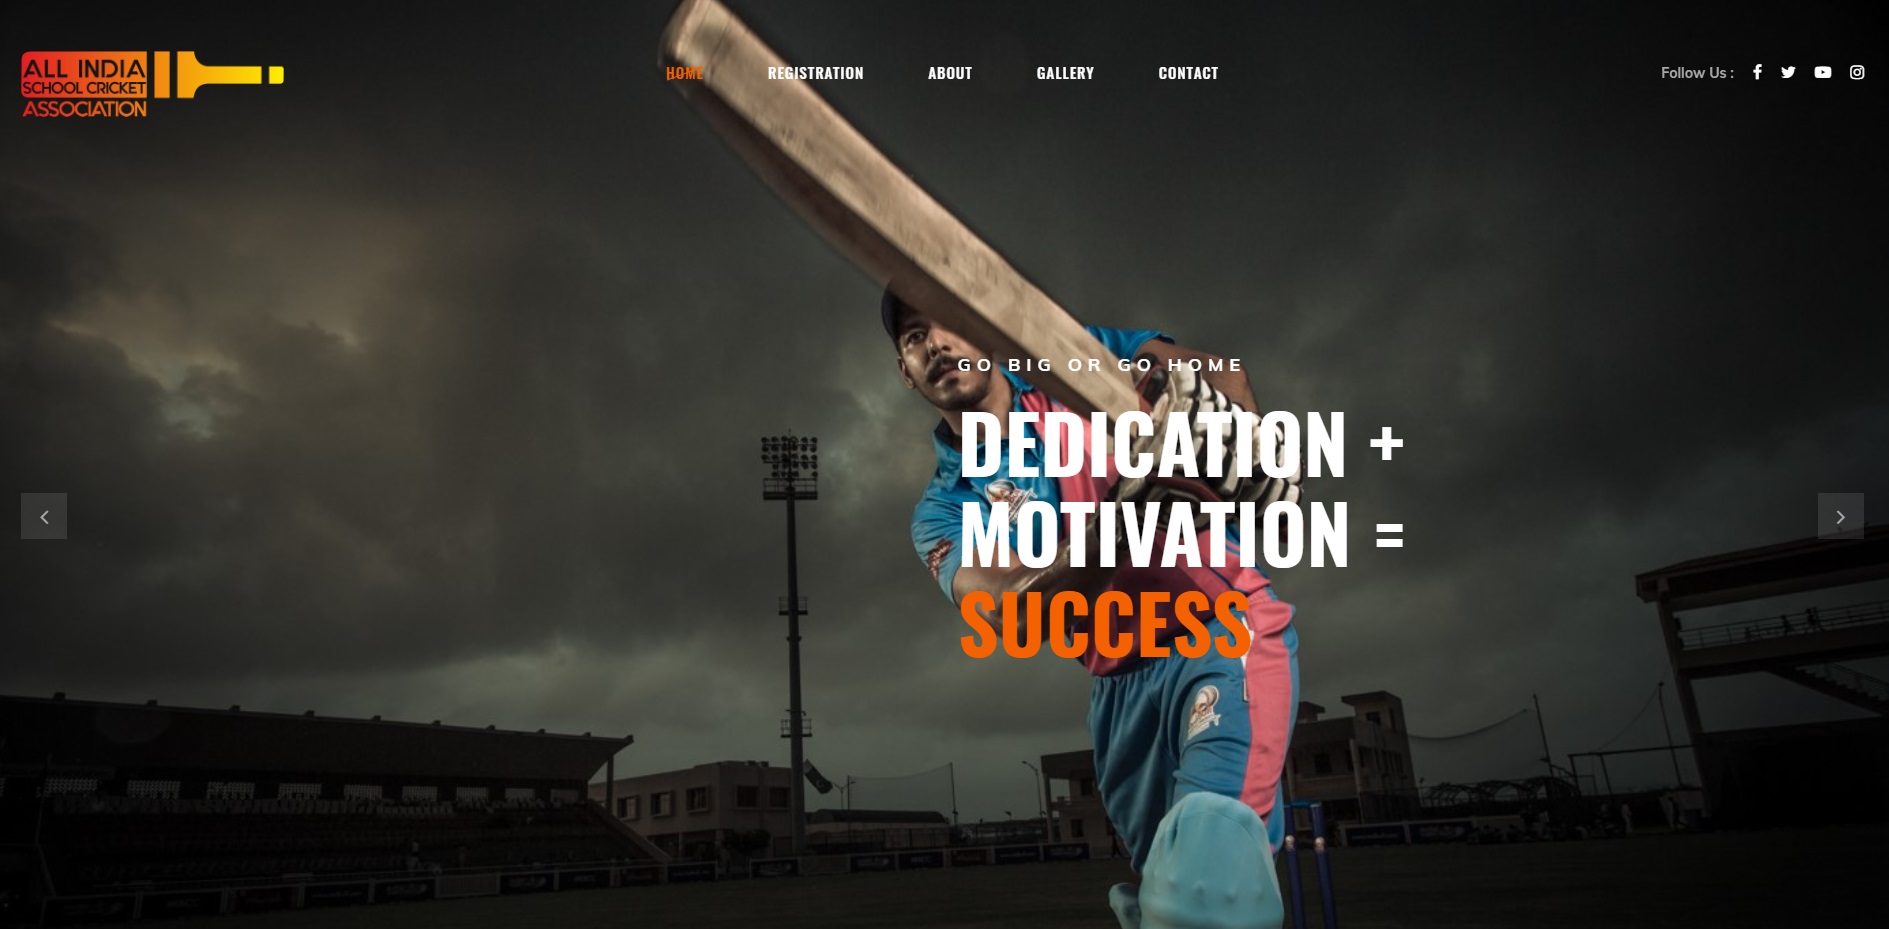 ALL INDIA
SCHOOL CRICKET
ASSOCIATION
HOME
REGISTRATION
ABOUT
GALLERY
CONTACT
Follow Us :
GO BIG OR GO HOME
DEDICATION +
MOTIVATION =
SUCCESS